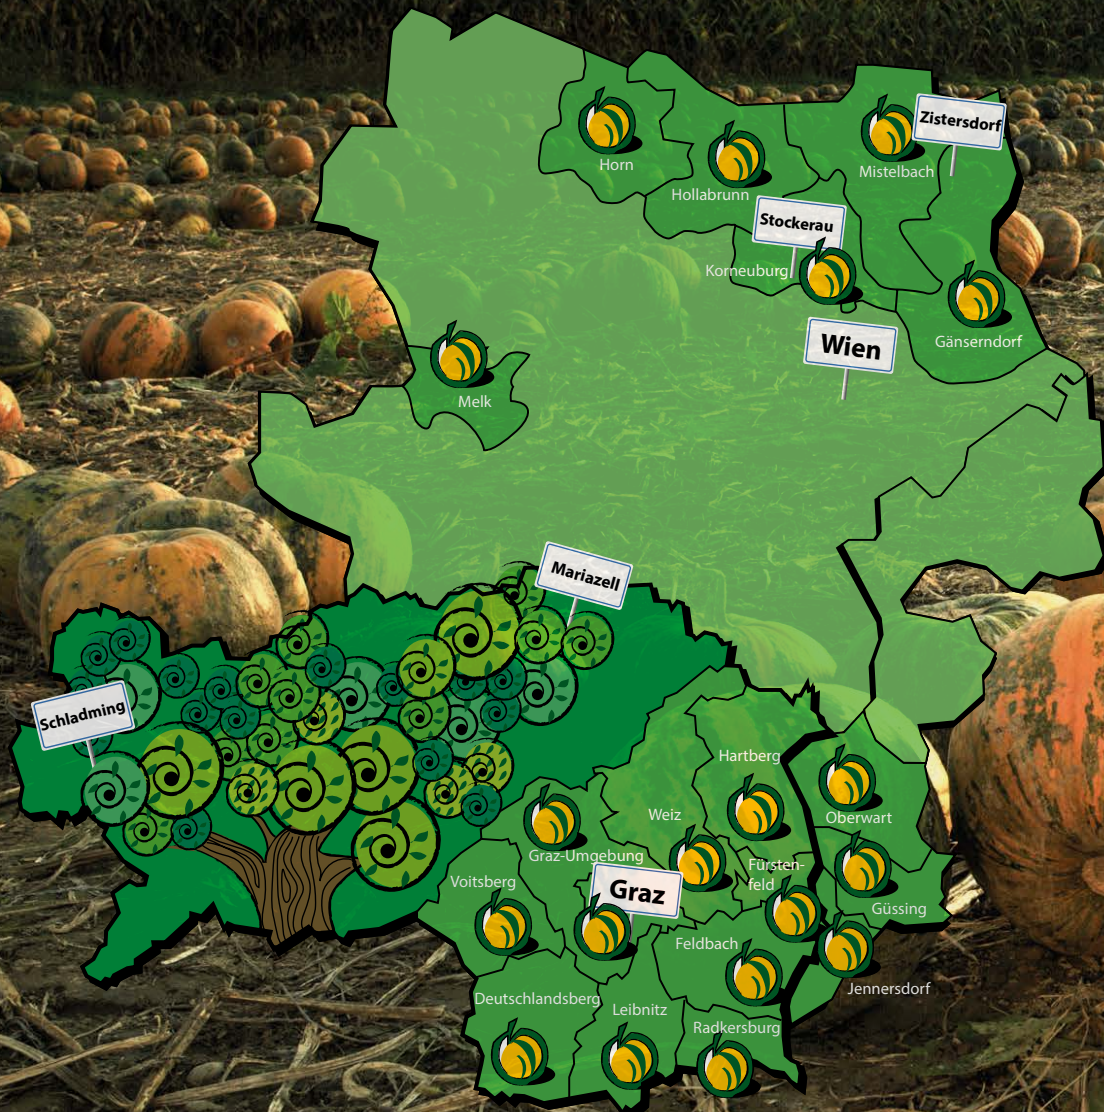 Zistersdorf
Horn
Mistelbach
Hollabrunn
Stockerau
Korneuburg
Gänserndorf
Wien
Melk
Mariazell
Schladming
Hartberg
Weiz
Oberwart
Graz-Umgebung
Fürsten-
feld
Voitsberg
Graz
Güssing
Feldbach
Jennersdorf
Deutschlandsberg
Leibnitz
Radkersburg